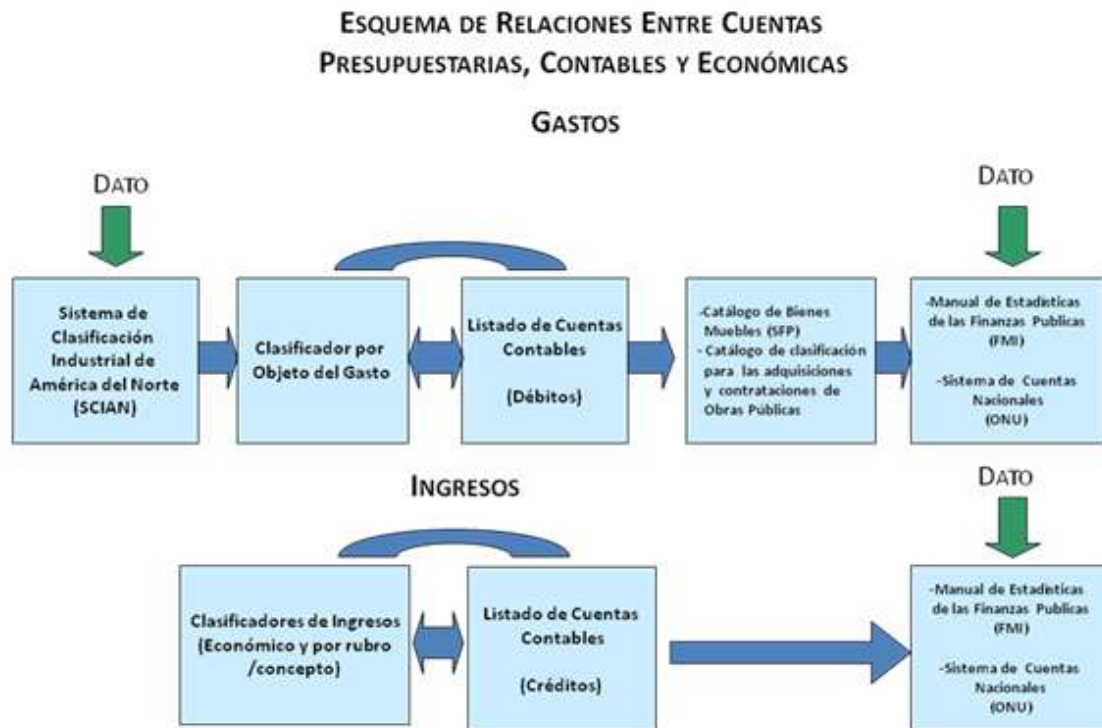 ESQUEMA DE RELACIONES ENTRE CUENTAS
PRESUPUESTARIAS, CONTABLES Y ECONÓMICAS
GASTOS
DATO
DATO
Sistema de
Clasificación
Industrial de
América del Norte
(SCIAN)
Clasificador por
Objeto del Gasto
Listado de Cuentas
Contables
(Débitos)
-Catálogo de Bienes
Muebles (SFP)
- Catálogo de clasificación
para las adquisiciones
y contrataciones de
Obras Públicas
-Manual de Estadísticas
de las Finanzas Publicas
(FMI)
-Sistema de Cuentas
Nacionales
(ONU)
INGRESOS
DATO
Clasificadores de Ingresos
(Económico y por rubro
/concepto)
Listado de Cuentas
Contables
(Créditos)
-Manual de Estadísticas
de las Finanzas Publicas
(FMI)
-Sistema de Cuentas
Nacionales
(ONU)